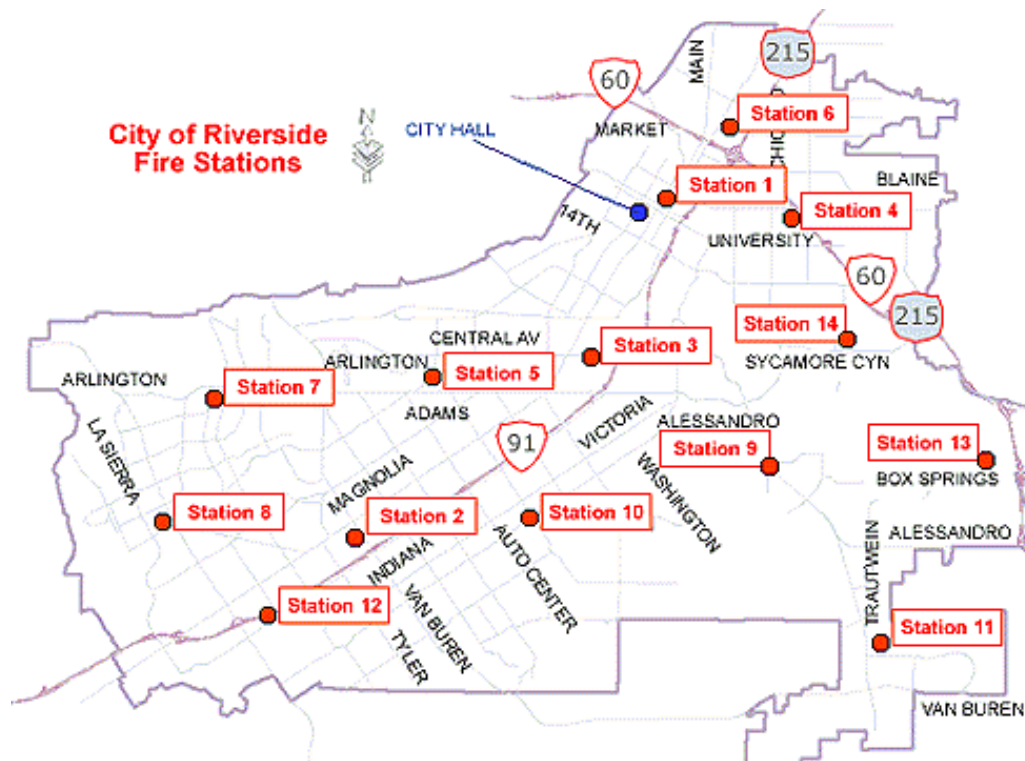 215
60
MAIN
Station 6
City of Riverside
Fire Stations
N
CITY HALL
MARKET
Station 1
BLAINE
14TH
Station 4
UNIVERSITY
60
215
Station 14
CENTRAL AV
Station 3
SYCAMORE CYN
ARLINGTON
ARLINGTON
Station 5
Station 7
ADAMS
VICTORIA
ALESSANDRO
91
Station 9
Station 13
BOX SPRINGS
LA SIERRA
MAGNOLIA
WASHINGTON
Station 8
Station 2
Station 10
ALESSANDRO
INDIANA
AUTO CENTER
TRAUTWEIN
Station 12
VAN BUREN
TYLER
Station 11
VAN BUREN